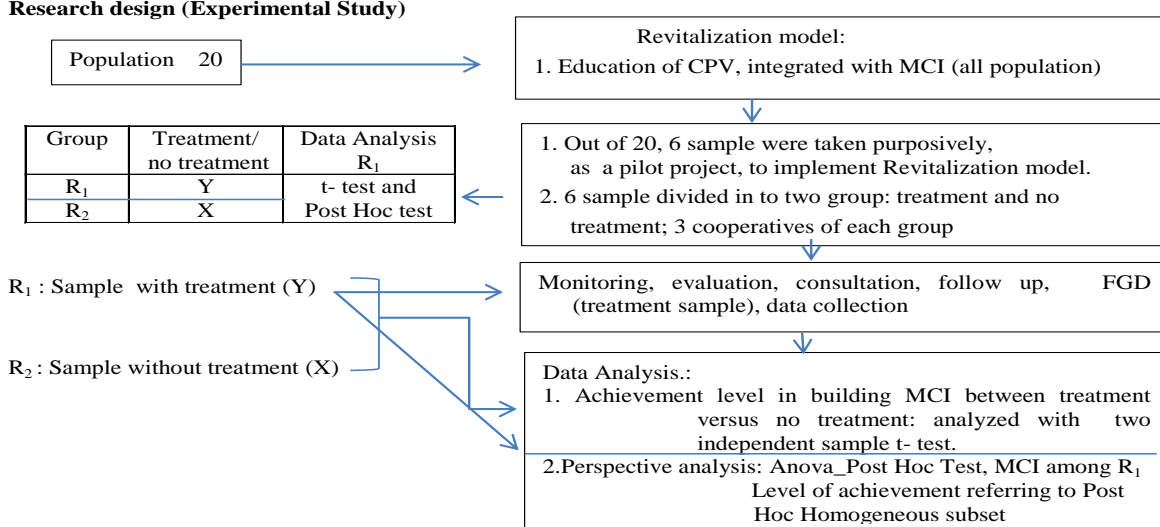 Research design (Experimental Study)
Population 20
Revitalization model:
1. Education of CPV, integrated with MCI (all population)
Group Treatment/ no treatment Data Analysis R₁
R₁ Y t- test and
R₂ X Post Hoc test
1. Out of 20, 6 sample were taken purposively,
as a pilot project, to implement Revitalization model.
2. 6 sample divided in to two group: treatment and no
treatment; 3 cooperatives of each group
R₁ : Sample with treatment (Y)
R₂ : Sample without treatment (X)
Monitoring, evaluation, consultation, follow up, FGD
(treatment sample), data collection
Data Analysis.:
1. Achievement level in building MCI between treatment
versus no treatment: analyzed with two
independent sample t- test.
2.Perspective analysis: Anova_Post Hoc Test, MCI among R₁
Level of achievement referring to Post
Hoc Homogeneous subset